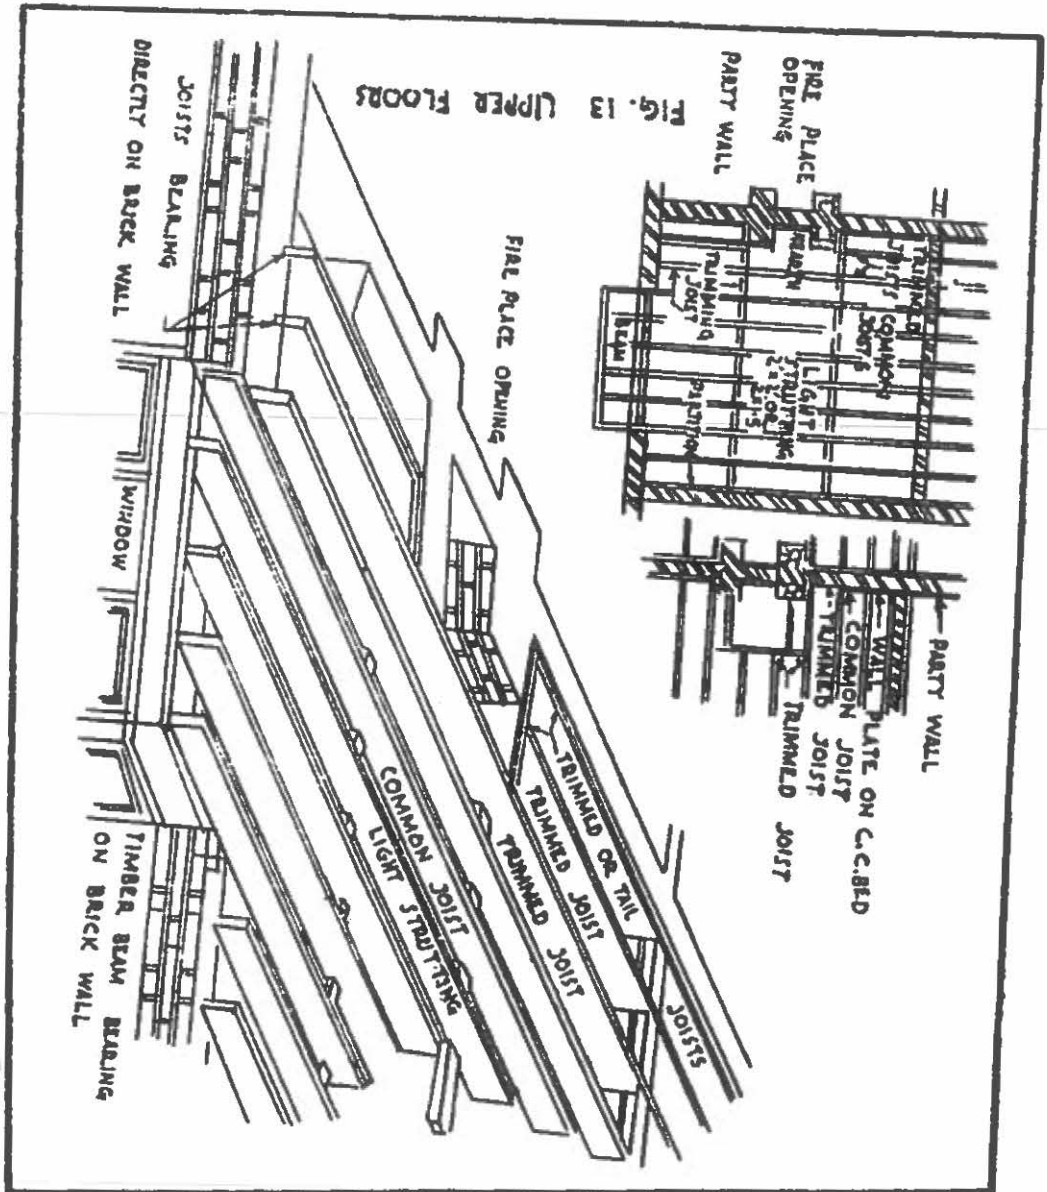 FIG. 13 UPPER FLOORS
FIRE PLACE
OPENING
PARTY WALL
TRIMMED
JOISTS
COMMON
JOISTS
HEARTH
TRIMMING
JOIST
LIGHT
STRUTTING
BEAM
PARTITION
PARTY WALL
WALL PLATE ON C.C.BED
COMMON JOIST
TRIMMED JOIST
TRIMMED JOIST
FIRE PLACE OPENING
JOISTS BEARING
DIRECTLY ON BRICK WALL
WINDOW
TRIMMED OR TAIL
JOISTS
TRIMMED JOIST
TRIMMED JOIST
COMMON JOIST
LIGHT STRUTTING
TIMBER BEAM BEARING
ON BRICK WALL